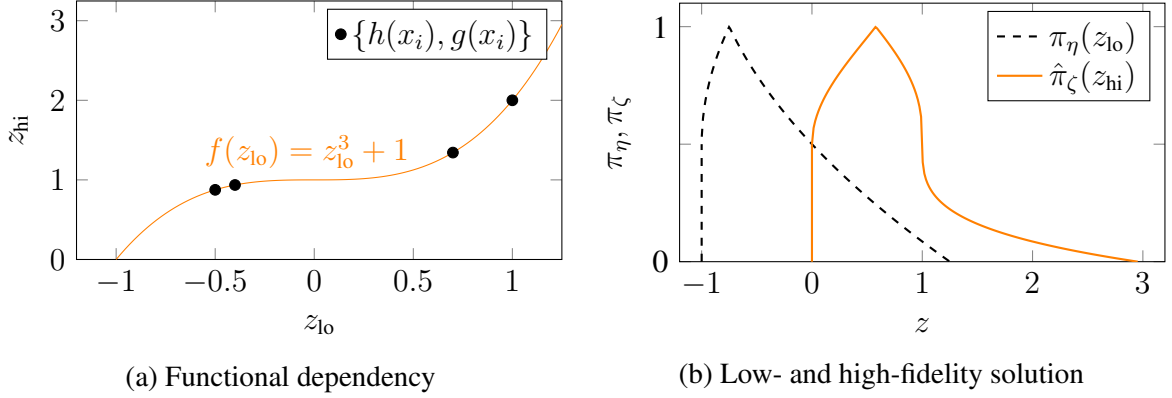 3
2
1
0
z_hi
{h(x_i), g(x_i)}
f(z_lo) = z_lo^3 + 1
−1 −0.5 0 0.5 1
z_lo
(a) Functional dependency
1
0
π_η, π_ζ
π_η(z_lo)
π̂_ζ(z_hi)
−1 0 1 2 3
z
(b) Low- and high-fidelity solution